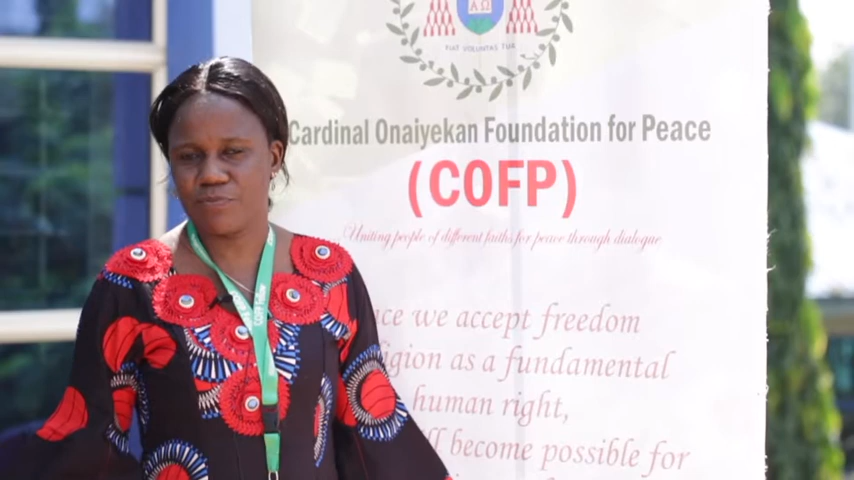 ΑΩ
FIAT VOLUNTAS TUA
Cardinal Onaiyekan Foundation for Peace
(COFP)
Uniting people of different faiths for peace through dialogue
we accept freedom
as a fundamental
human right,
become possible for